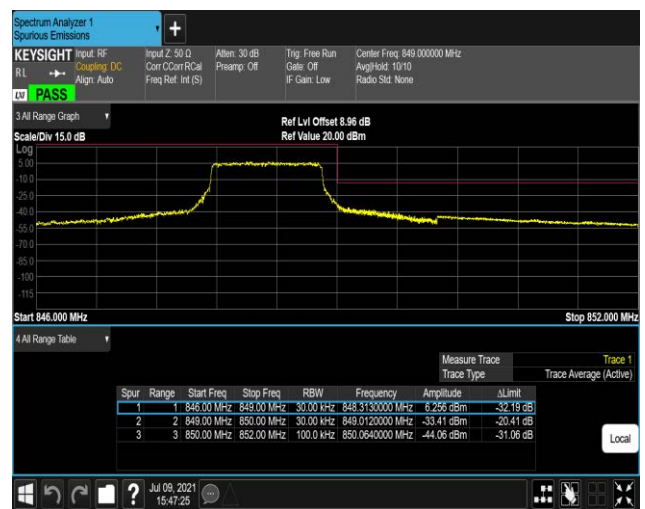 Spectrum Analyzer 1
Spurious Emissions
KEYSIGHT Input: RF Input Z: 50 Ω Atten: 30 dB Trig: Free Run Center Freq: 849.000000 MHz
RL Coupling: DC Corr CCorr RCal Preamp: Off Gate: Off Avg|Hold: 10/10
Align: Auto Freq Ref: Int (S) IF Gain: Low Radio Std: None
LXI PASS
3 All Range Graph
Ref Lvl Offset 8.96 dB
Scale/Div 15.0 dB Ref Value 20.00 dBm
Log
5.00
-10.0
-25.0
-40.0
-55.0
-70.0
-85.0
-100
-115
Start 846.000 MHz Stop 852.000 MHz
4 All Range Table
Measure Trace Trace 1
Trace Type Trace Average (Active)
Spur Range Start Freq Stop Freq RBW Frequency Amplitude ΔLimit
1 1 846.00 MHz 849.00 MHz 30.00 kHz 848.3130000 MHz 6.256 dBm -32.19 dB
2 2 849.00 MHz 850.00 MHz 30.00 kHz 849.0120000 MHz -33.41 dBm -20.41 dB
3 3 850.00 MHz 852.00 MHz 100.0 kHz 850.0640000 MHz -44.06 dBm -31.06 dB
Local
? Jul 09, 2021
15:47:25